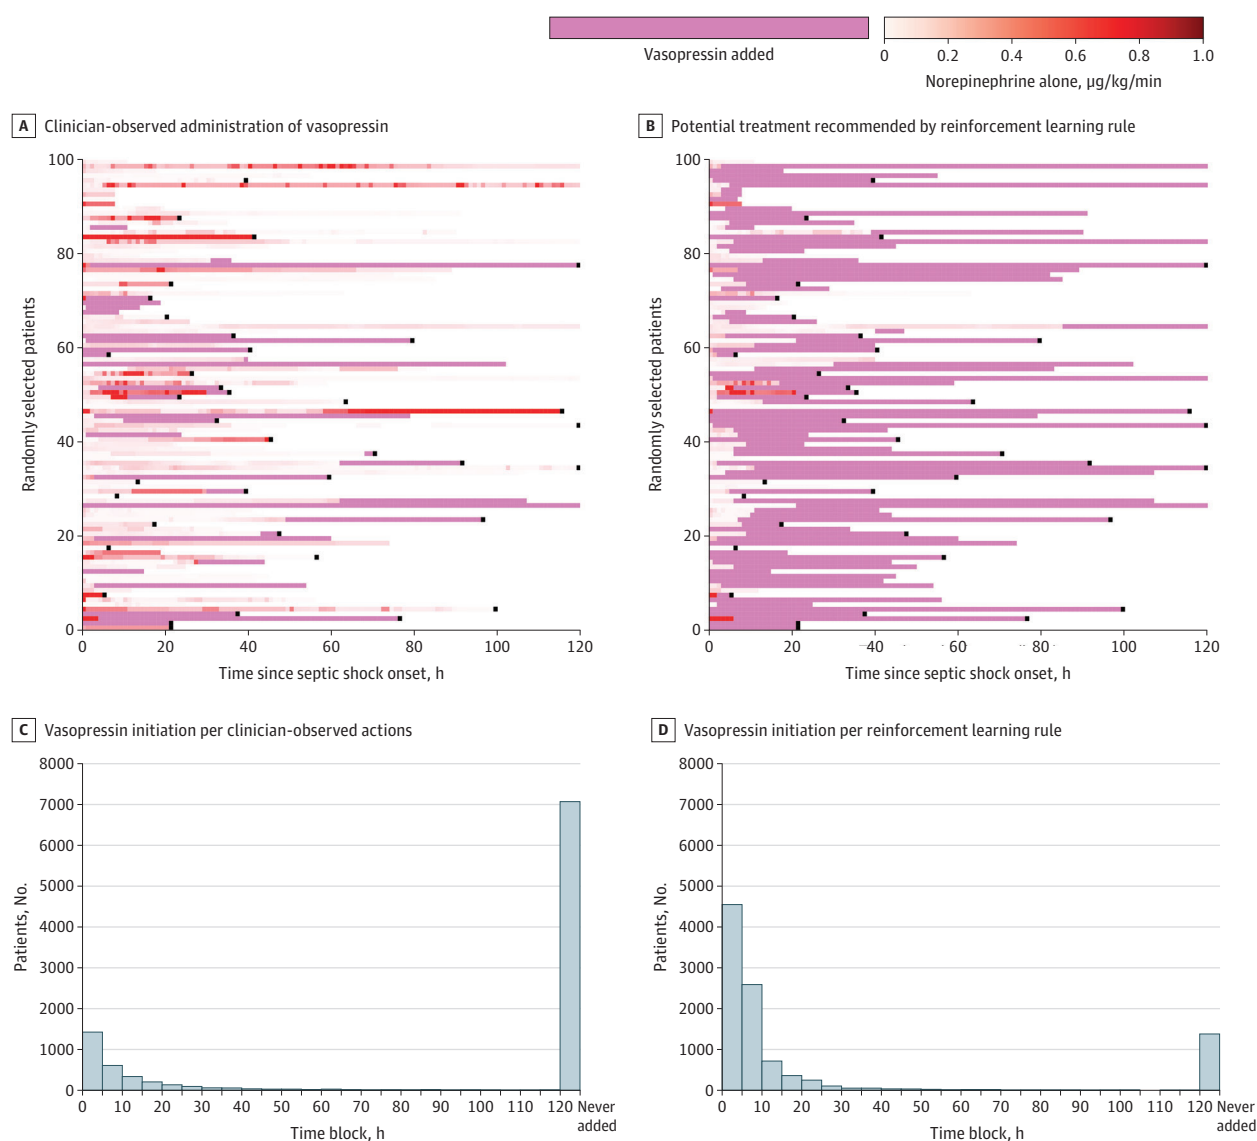 Vasopressin added
0 0.2 0.4 0.6 0.8 1.0
Norepinephrine alone, µg/kg/min
A Clinician-observed administration of vasopressin
100
80
60
40
20
0
Randomly selected patients
0 20 40 60 80 100 120
Time since septic shock onset, h
B Potential treatment recommended by reinforcement learning rule
100
80
60
40
20
0
Randomly selected patients
0 20 40 60 80 100 120
Time since septic shock onset, h
C Vasopressin initiation per clinician-observed actions
8000
7000
6000
5000
4000
3000
2000
1000
0
Patients, No.
0 10 20 30 40 50 60 70 80 90 100 110 120 Never
added
Time block, h
D Vasopressin initiation per reinforcement learning rule
8000
7000
6000
5000
4000
3000
2000
1000
0
Patients, No.
0 10 20 30 40 50 60 70 80 90 100 110 120 Never
added
Time block, h